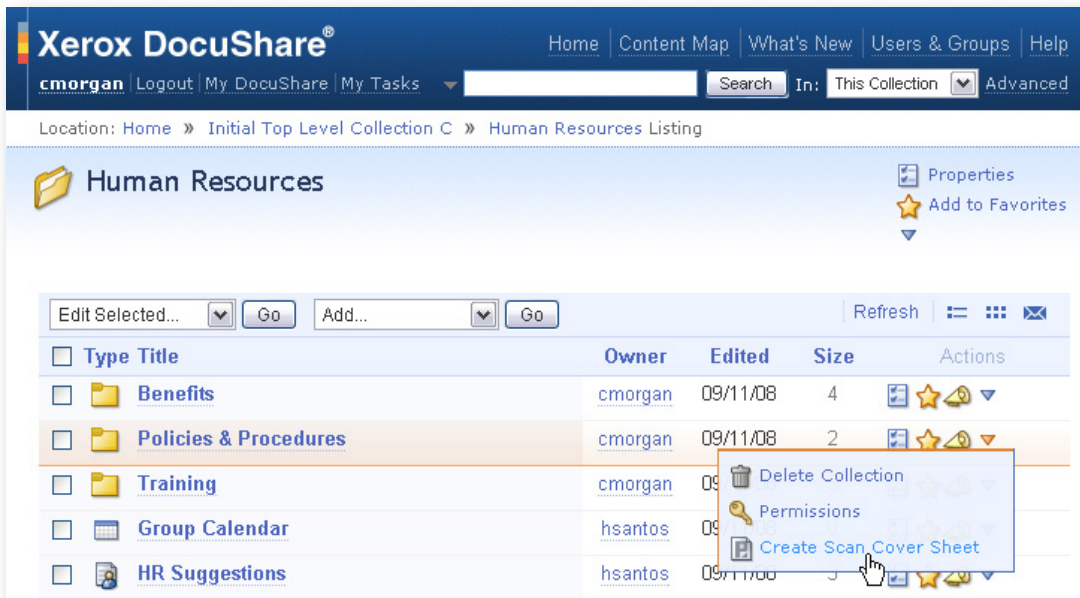 Xerox DocuShare®
Home Content Map What's New Users & Groups Help
cmorgan Logout My DocuShare My Tasks Search In: This Collection Advanced
Location: Home » Initial Top Level Collection C » Human Resources Listing
Human Resources
Properties
Add to Favorites
Edit Selected... Go Add... Go Refresh
Type Title Owner Edited Size Actions
Benefits cmorgan 09/11/08 4
Policies & Procedures cmorgan 09/11/08 2
Training cmorgan
Delete Collection
Group Calendar hsantos
Permissions
Create Scan Cover Sheet
HR Suggestions hsantos